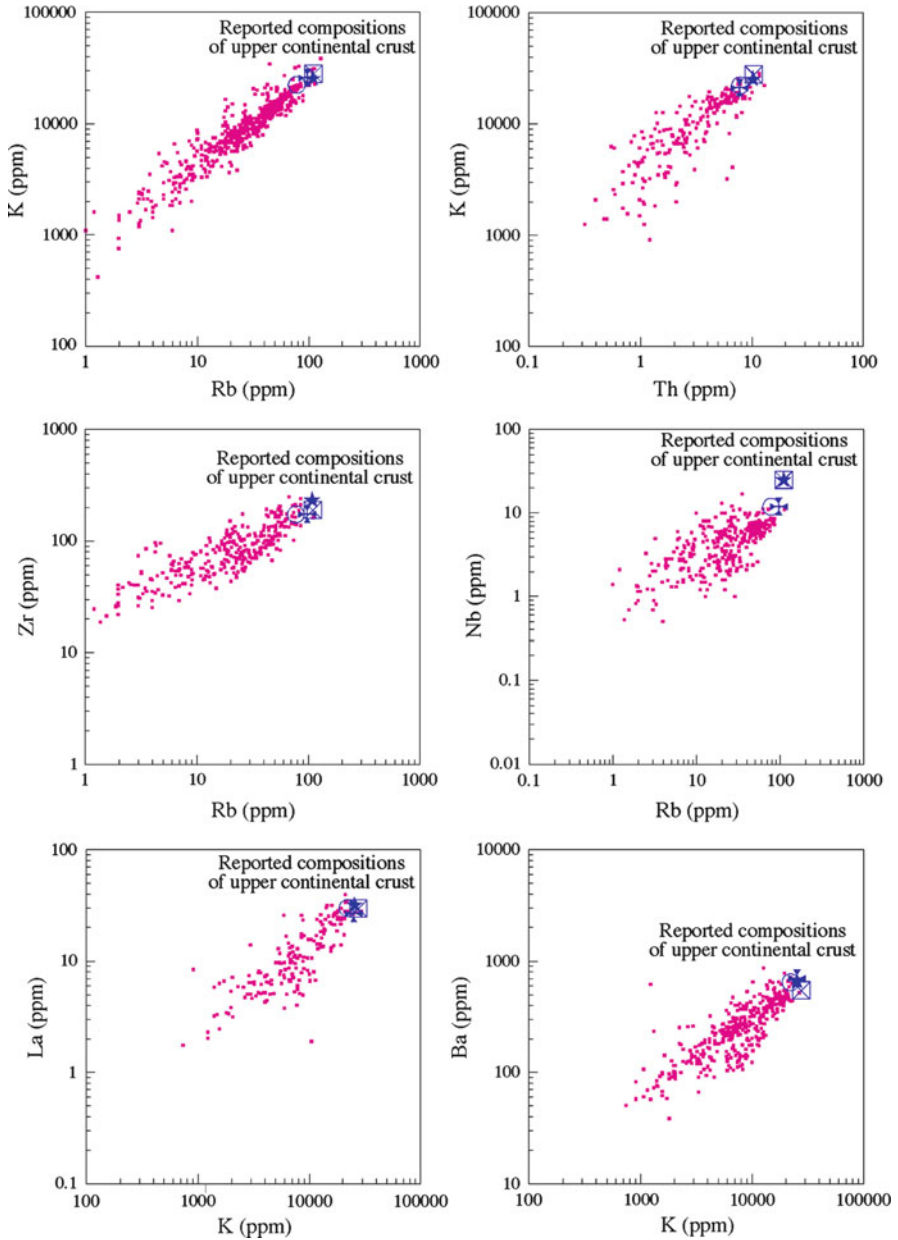 100000
Reported compositions
of upper continental crust
10000
K (ppm)
1000
100
1
10
100
1000
Rb (ppm)
100000
Reported compositions
of upper continental crust
10000
K (ppm)
1000
100
0.1
1
10
100
Th (ppm)
1000
Reported compositions
of upper continental crust
100
Zr (ppm)
10
1
1
10
100
1000
Rb (ppm)
100
Reported compositions
of upper continental crust
10
Nb (ppm)
1
0.1
0.01
0.1
1.0
10
100
1000
Rb (ppm)
100
Reported compositions
of upper continental crust
10
La (ppm)
1
0.1
100
1000
10000
100000
K (ppm)
10000
Reported compositions
of upper continental crust
1000
Ba (ppm)
100
10
100
1000
10000
100000
K (ppm)